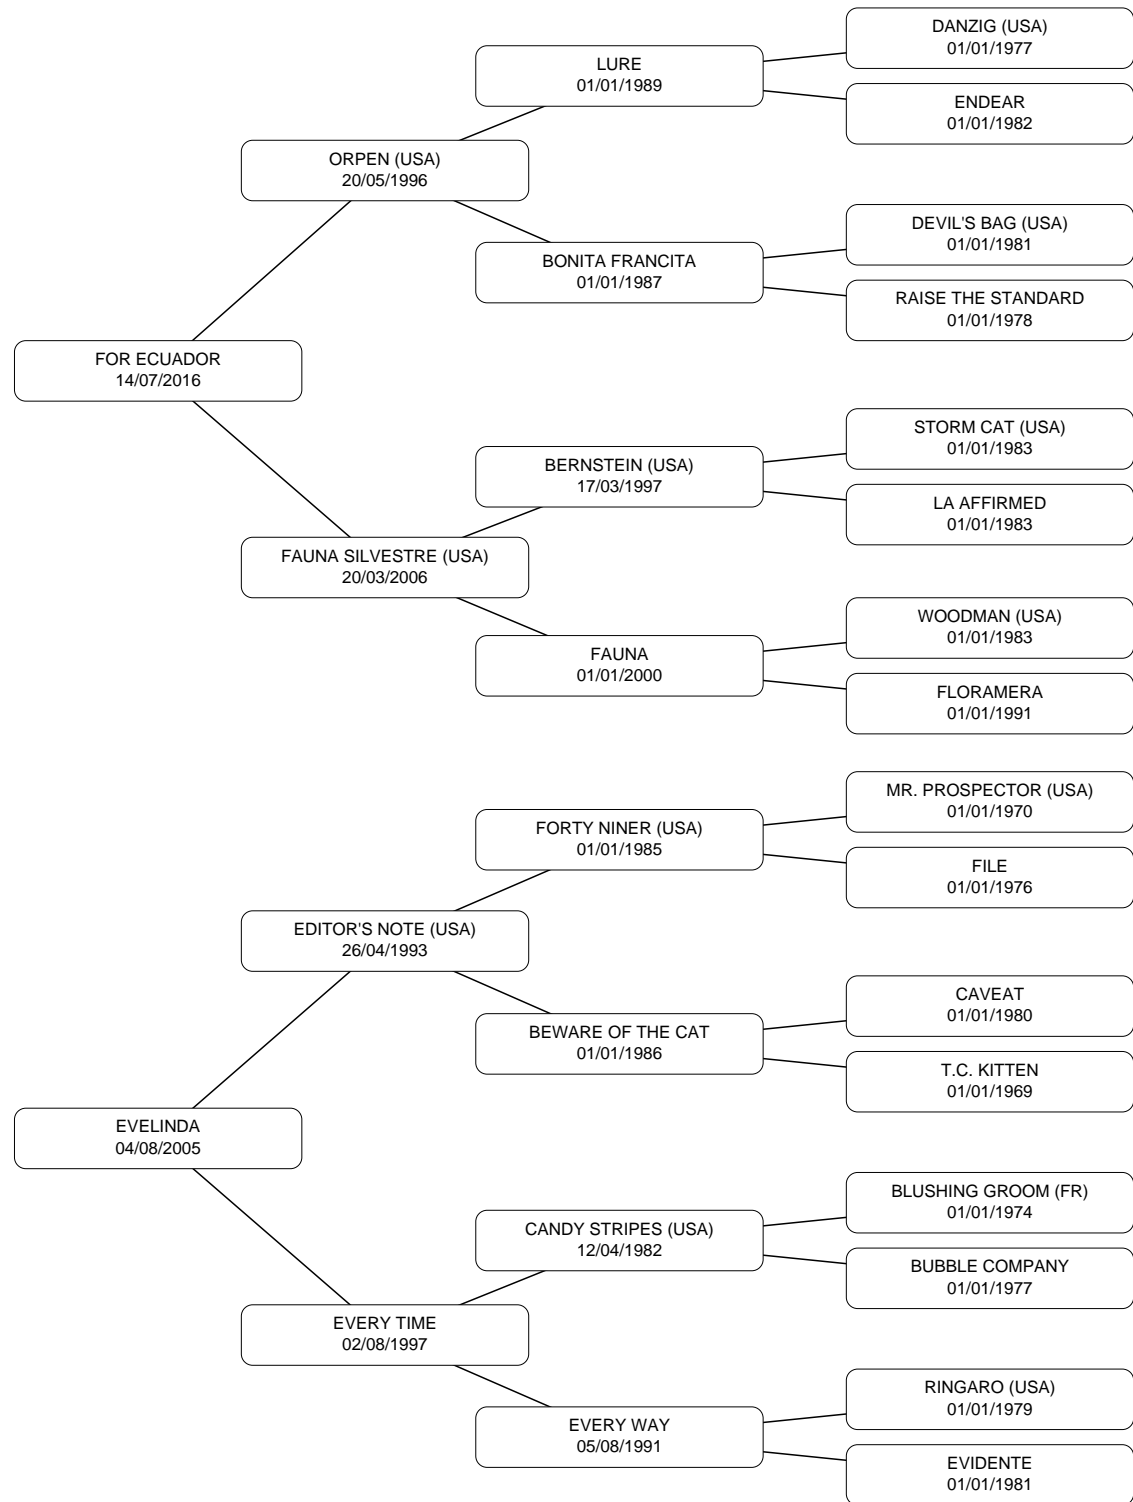 DANZIG (USA)
01/01/1977
LURE
01/01/1989
ENDEAR
01/01/1982
ORPEN (USA)
20/05/1996
DEVIL'S BAG (USA)
01/01/1981
BONITA FRANCITA
01/01/1987
RAISE THE STANDARD
01/01/1978
FOR ECUADOR
14/07/2016
STORM CAT (USA)
01/01/1983
BERNSTEIN (USA)
17/03/1997
LA AFFIRMED
01/01/1983
FAUNA SILVESTRE (USA)
20/03/2006
WOODMAN (USA)
01/01/1983
FAUNA
01/01/2000
FLORAMERA
01/01/1991
MR. PROSPECTOR (USA)
01/01/1970
FORTY NINER (USA)
01/01/1985
FILE
01/01/1976
EDITOR'S NOTE (USA)
26/04/1993
CAVEAT
01/01/1980
BEWARE OF THE CAT
01/01/1986
T.C. KITTEN
01/01/1969
EVELINDA
04/08/2005
BLUSHING GROOM (FR)
01/01/1974
CANDY STRIPES (USA)
12/04/1982
BUBBLE COMPANY
01/01/1977
EVERY TIME
02/08/1997
RINGARO (USA)
01/01/1979
EVERY WAY
05/08/1991
EVIDENTE
01/01/1981